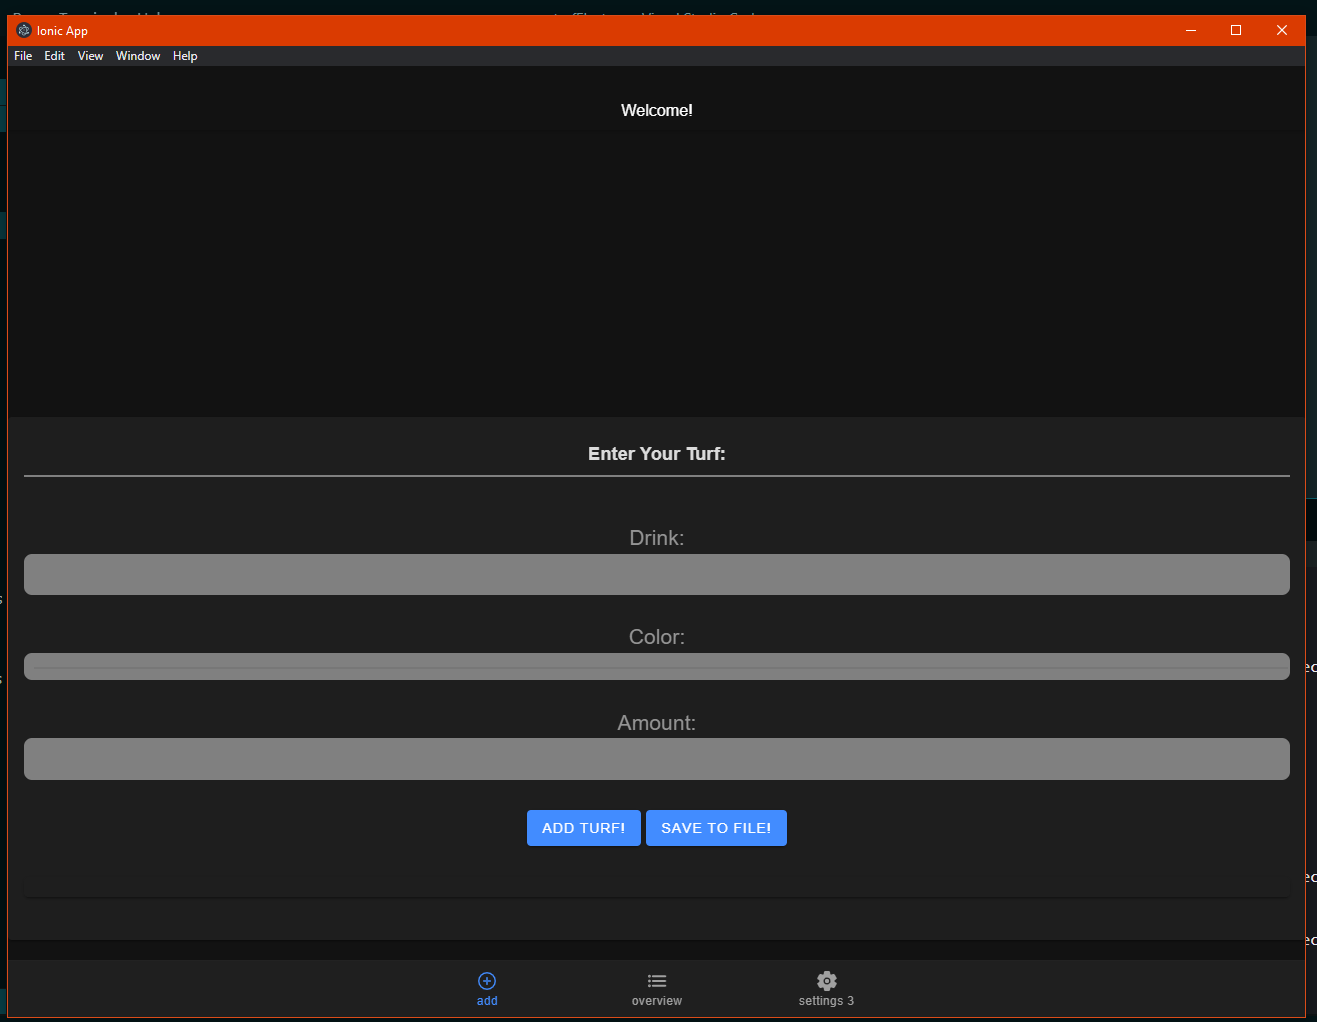 Ionic App
File Edit View Window Help
Welcome!
Enter Your Turf:
Drink:
Color:
Amount:
ADD TURF! SAVE TO FILE!
add overview settings 3